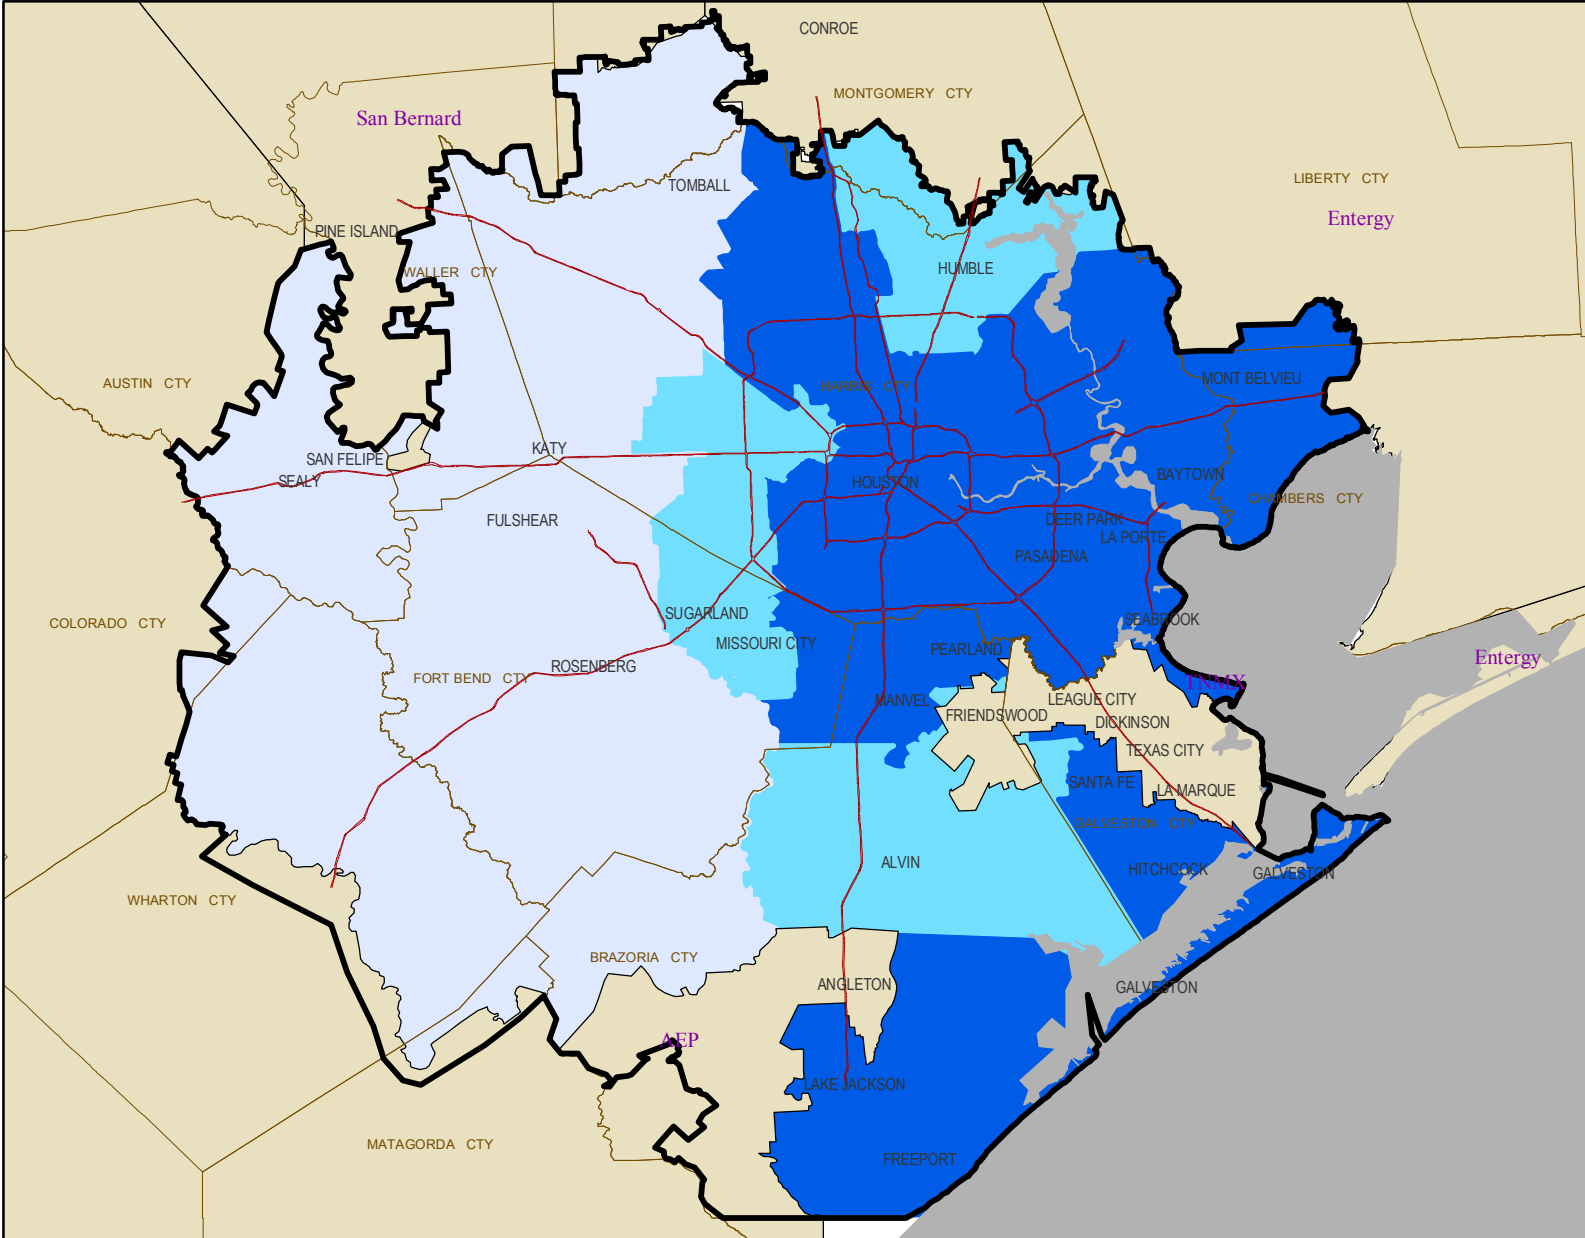 CONROE
MONTGOMERY CTY
San Bernard
LIBERTY CTY
TOMBALL
Entergy
PINE ISLAND
WALLER CTY
HUMBLE
AUSTIN CTY
HARRIS CTY
MONT BELVIEU
KATY
SAN FELIPE
SEALY
HOUSTON
BAYTOWN
CHAMBERS CTY
FULSHEAR
DEER PARK
LA PORTE
PASADENA
COLORADO CTY
SUGARLAND
SEABROOK
MISSOURI CITY
PEARLAND
Entergy
ROSENBERG
FORT BEND CTY
TNMX
MANVEL
LEAGUE CITY
FRIENDSWOOD
DICKINSON
TEXAS CITY
SANTA FE
LA MARQUE
GALVESTON CTY
ALVIN
HITCHCOCK
GALVESTON
WHARTON CTY
BRAZORIA CTY
ANGLETON
GALVESTON
AEP
LAKE JACKSON
MATAGORDA CTY
FREEPORT